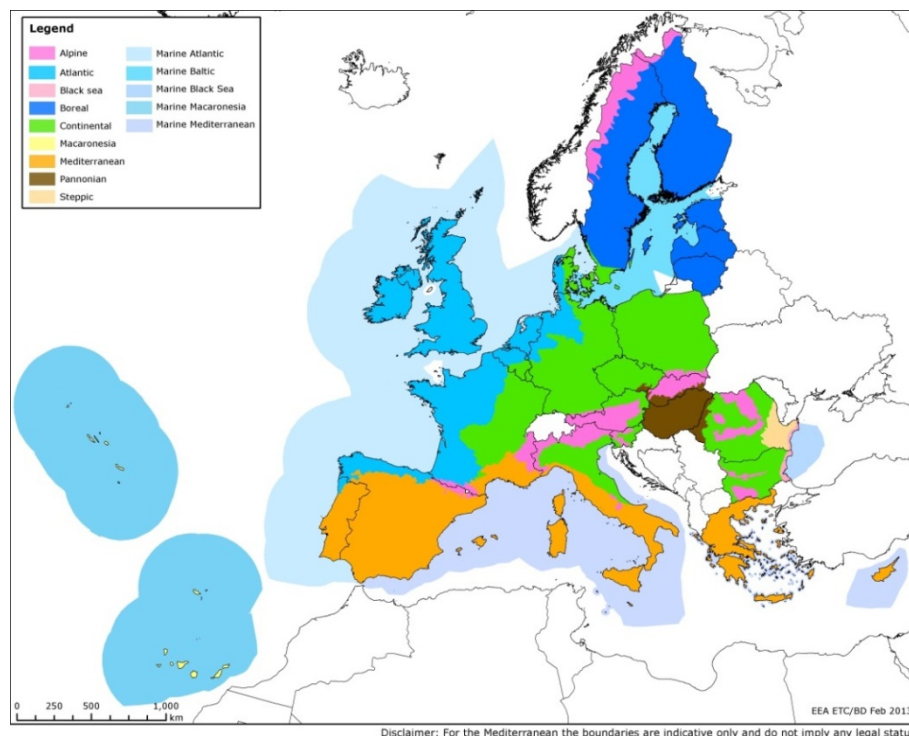 Legend
Alpine
Atlantic
Black sea
Boreal
Continental
Macaronesia
Mediterranean
Pannonian
Steppic
Marine Atlantic
Marine Baltic
Marine Black Sea
Marine Macaronesia
Marine Mediterranean
0 250 500 1,000
km
EEA ETC/BD Feb 2013
Disclaimer: For the Mediterranean the boundaries are indicative only and do not imply any legal statu